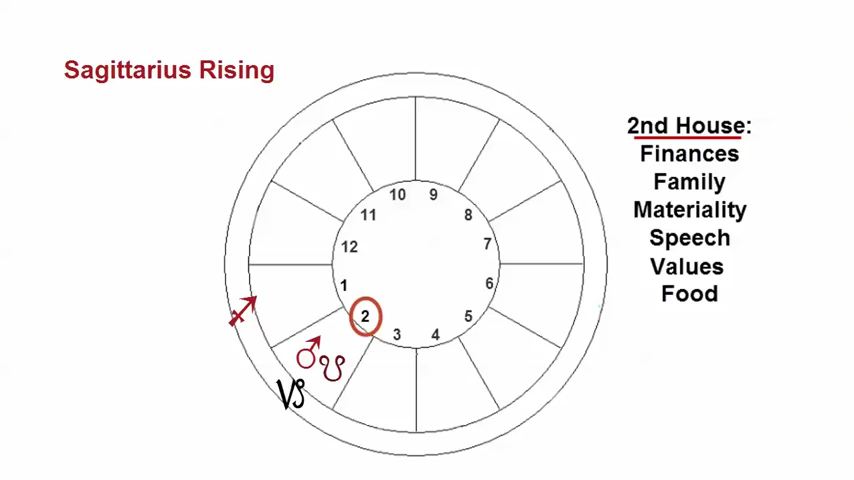 Sagittarius Rising
2nd House:
Finances
Family
Materiality
Speech
Values
Food
10
9
11
8
12
7
1
6
2
5
3
4